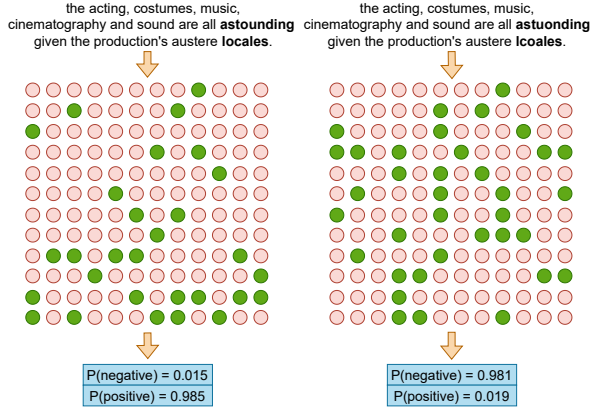 the acting, costumes, music,
cinematography and sound are all astounding
given the production's austere locales.
P(negative) = 0.015
P(positive) = 0.985
the acting, costumes, music,
cinematography and sound are all astuonding
given the production's austere lcoales.
P(negative) = 0.981
P(positive) = 0.019